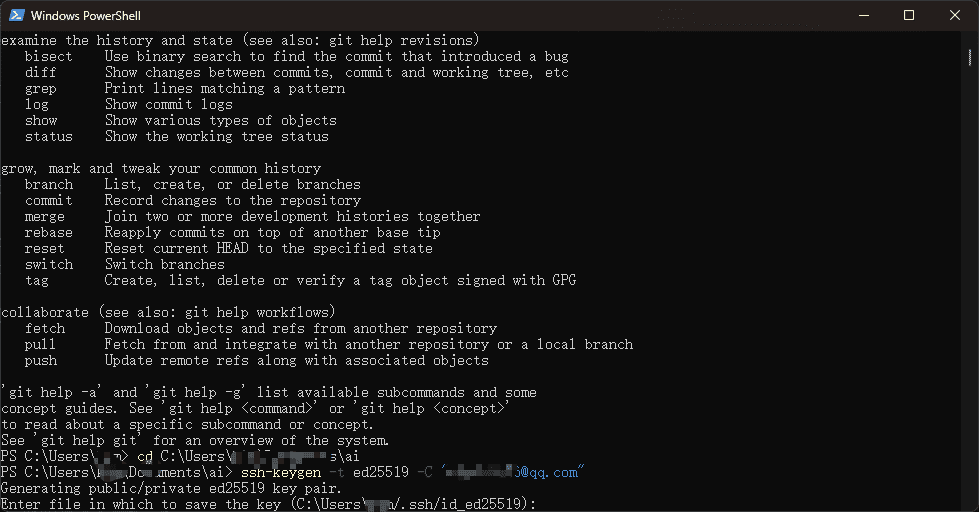 Windows PowerShell
examine the history and state (see also: git help revisions)
bisect Use binary search to find the commit that introduced a bug
diff Show changes between commits, commit and working tree, etc
grep Print lines matching a pattern
log Show commit logs
show Show various types of objects
status Show the working tree status
grow, mark and tweak your common history
branch List, create, or delete branches
commit Record changes to the repository
merge Join two or more development histories together
rebase Reapply commits on top of another base tip
reset Reset current HEAD to the specified state
switch Switch branches
tag Create, list, delete or verify a tag object signed with GPG
collaborate (see also: git help workflows)
fetch Download objects and refs from another repository
pull Fetch from and integrate with another repository or a local branch
push Update remote refs along with associated objects
'git help -a' and 'git help -g' list available subcommands and some
concept guides. See 'git help <command>' or 'git help <concept>'
to read about a specific subcommand or concept.
See 'git help git' for an overview of the system.
PS C:\Users\ > cd C:\Users\ s\ai
PS C:\Users\ ments\ai> ssh-keygen -t ed25519 -C " @qq.com"
Generating public/private ed25519 key pair.
Enter file in which to save the key (C:\Users\ /.ssh/id_ed25519):